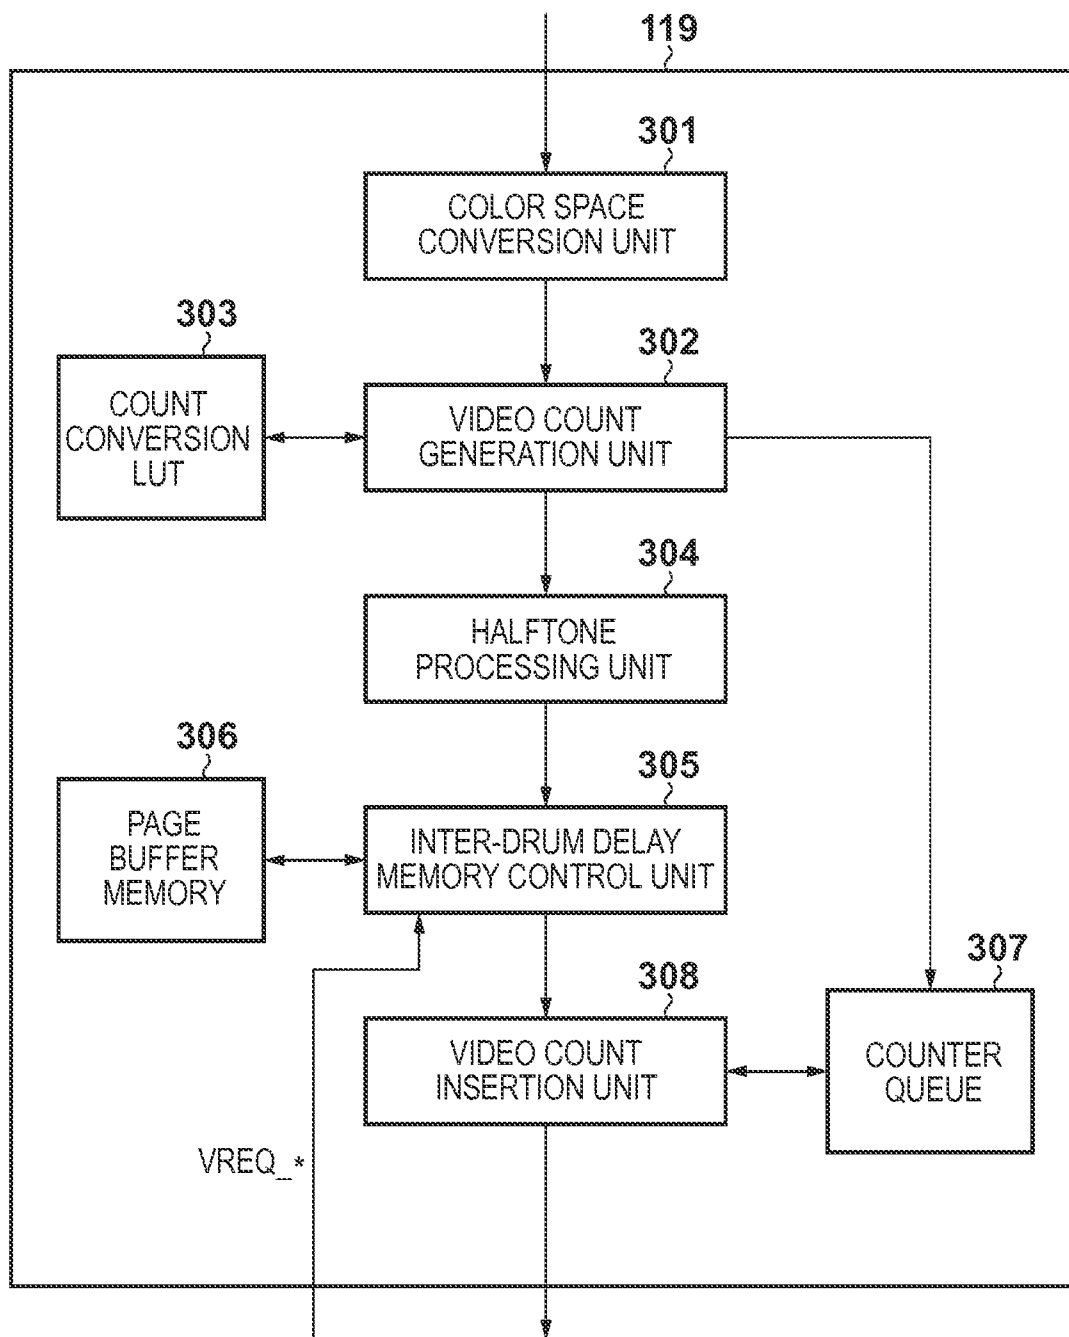 119
301
COLOR SPACE
CONVERSION UNIT
303
COUNT
CONVERSION
LUT
302
VIDEO COUNT
GENERATION UNIT
304
HALFTONE
PROCESSING UNIT
306
PAGE
BUFFER
MEMORY
305
INTER-DRUM DELAY
MEMORY CONTROL UNIT
307
COUNTER
QUEUE
308
VIDEO COUNT
INSERTION UNIT
VREQ_*